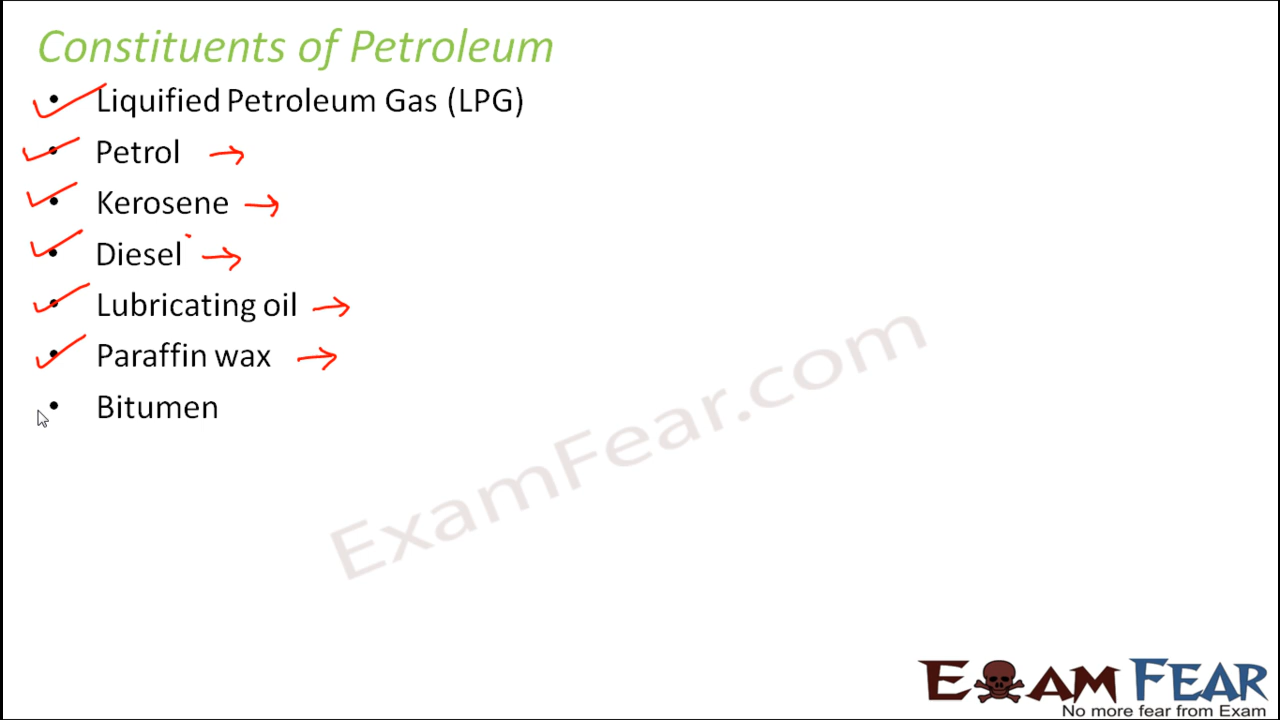 Constituents of Petroleum
• Liquified Petroleum Gas (LPG)
• Petrol →
• Kerosene →
• Diesel →
• Lubricating oil →
• Paraffin wax →
• Bitumen
ExamFear.com
EXAM FEAR
No more fear from Exam